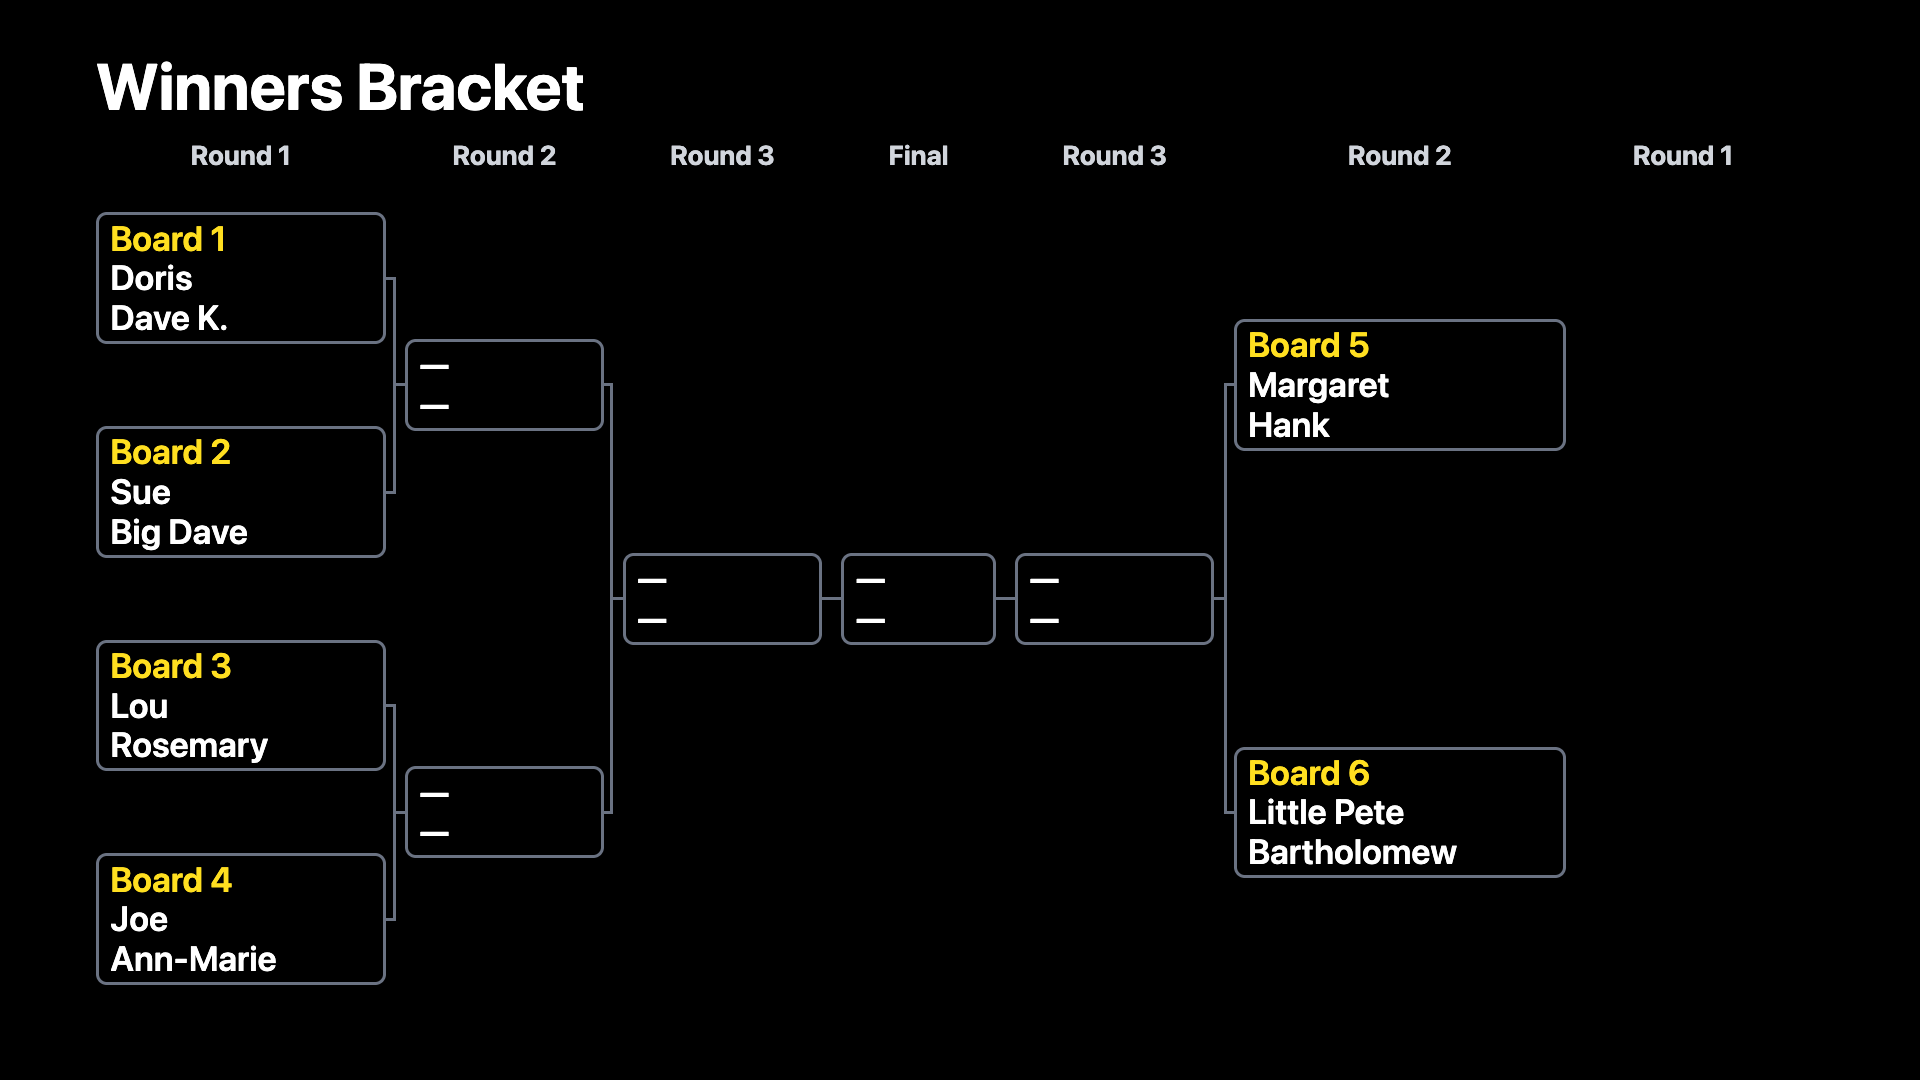 Winners Bracket
Round 1
Round 2
Round 3
Final
Round 3
Round 2
Round 1
Board 1
Doris
Dave K.
Board 2
Sue
Big Dave
Board 3
Lou
Rosemary
Board 4
Joe
Ann-Marie
—
—
—
—
—
—
—
—
—
—
Board 5
Margaret
Hank
Board 6
Little Pete
Bartholomew